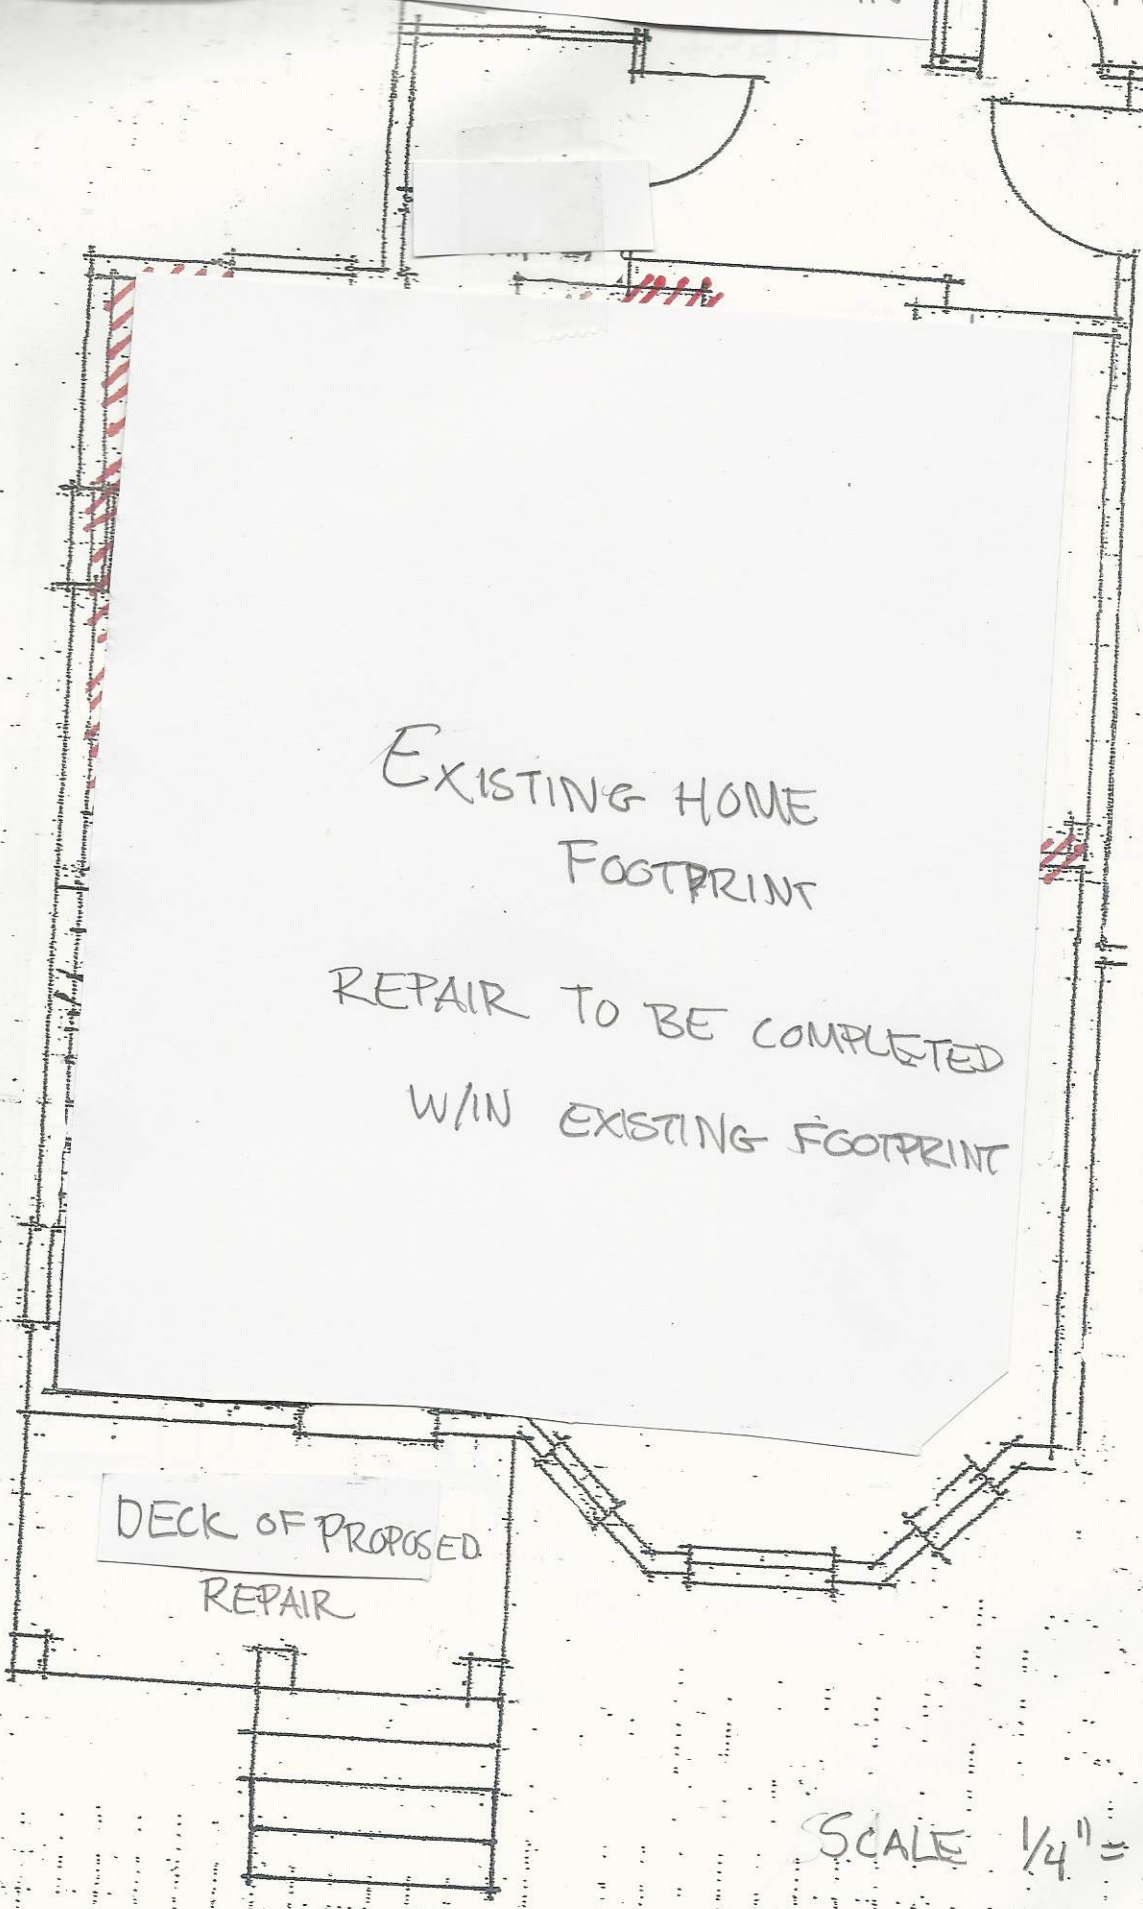 EXISTING HOME
FOOTPRINT
REPAIR TO BE COMPLETED
W/IN EXISTING FOOTPRINT
DECK OF PROPOSED
REPAIR
SCALE 1/4" =